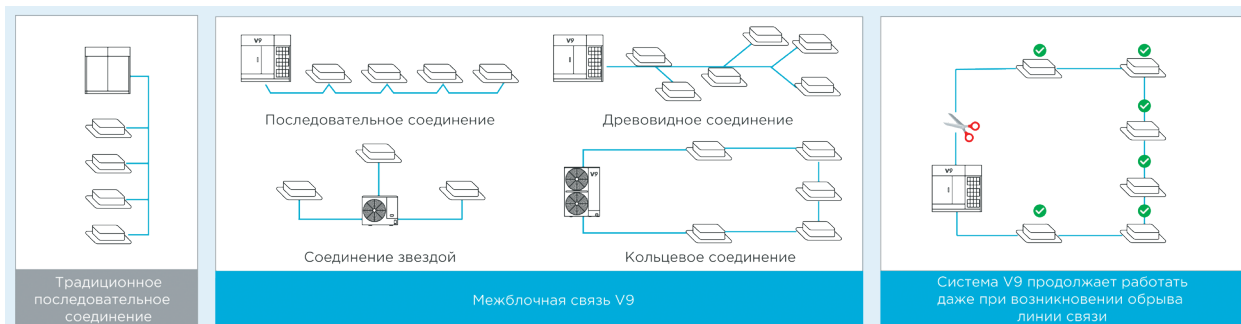 Традиционное
последовательное
соединение
V9
V9
Последовательное соединение
Древовидное соединение
V9
Соединение звездой
Кольцевое соединение
Межблочная связь V9
V9
Система V9 продолжает работать
даже при возникновении обрыва
линии связи